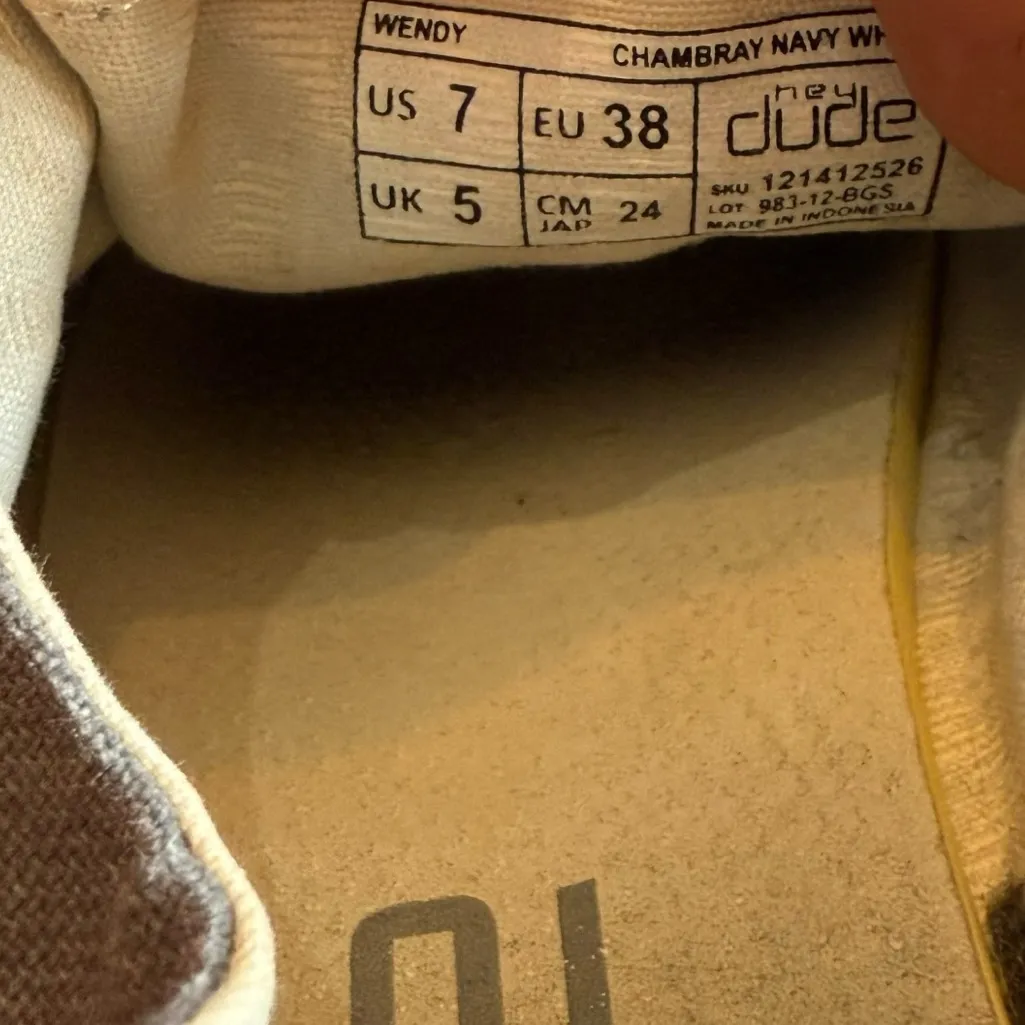 WENDY
CHAMBRAY NAVY
US 7
EU 38
UK 5
CM 24
JAP
hey
dude
SKU 121412526
LOT 983-12-BGS
MADE IN INDONESIA